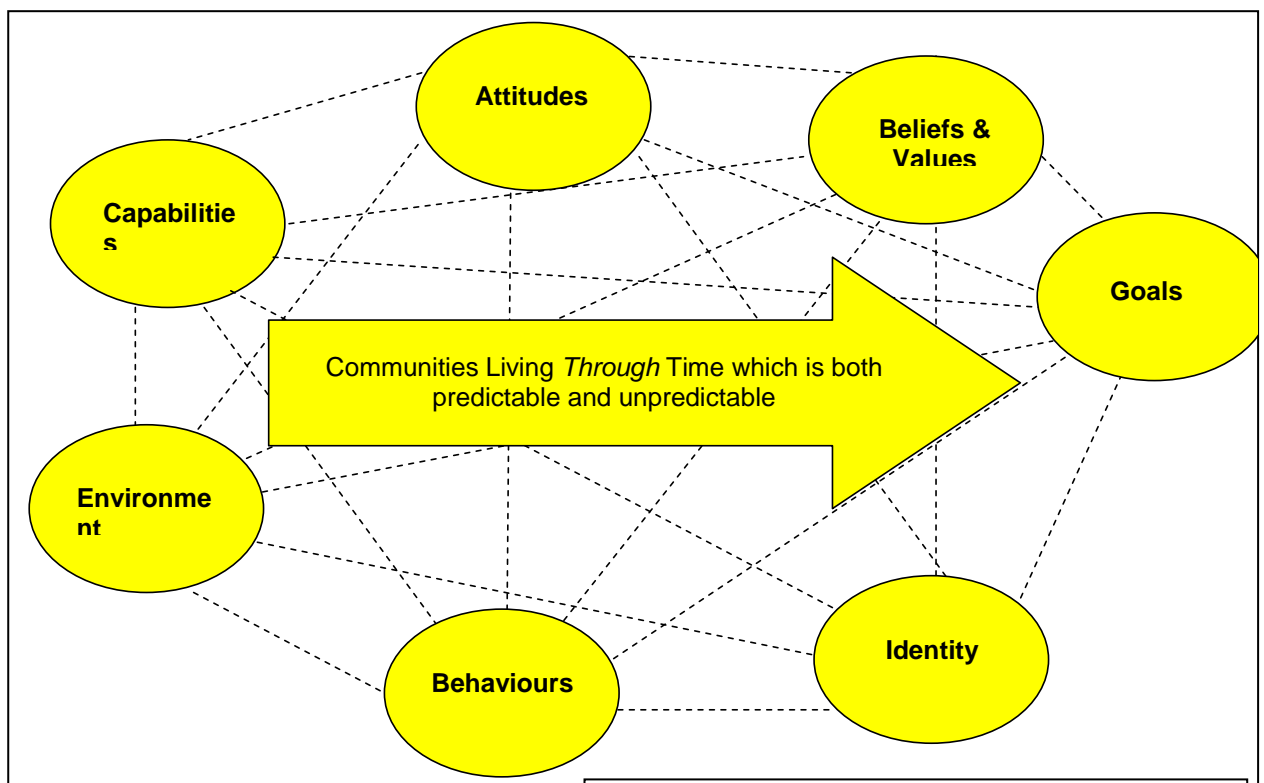 Attitudes
Beliefs &
Values
Capabilitie
s
Goals
Communities Living Through Time which is both
predictable and unpredictable
Environme
nt
Identity
Behaviours